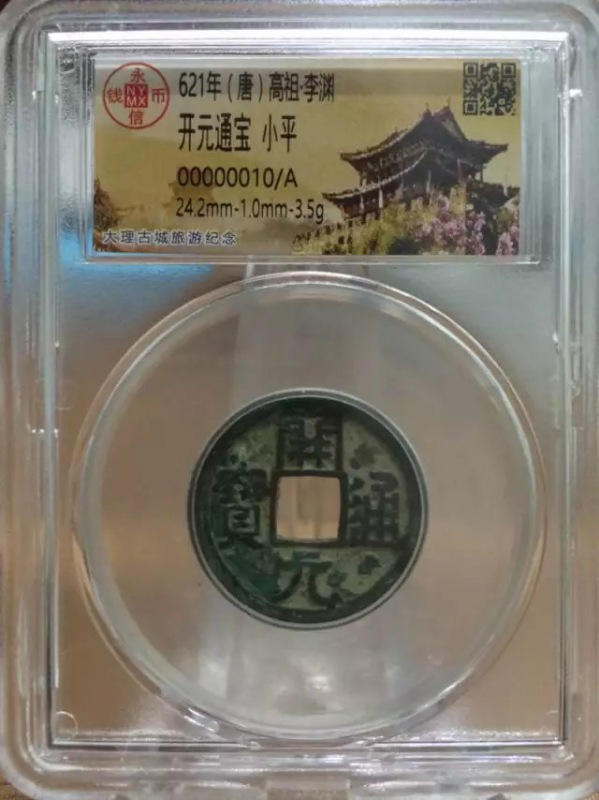 永
钱 NY MX 币
信
621年（唐）高祖·李渊
开元通宝 小平
00000010/A
24.2mm-1.0mm-3.5g
大理古城旅游纪念
開
寶 通
元